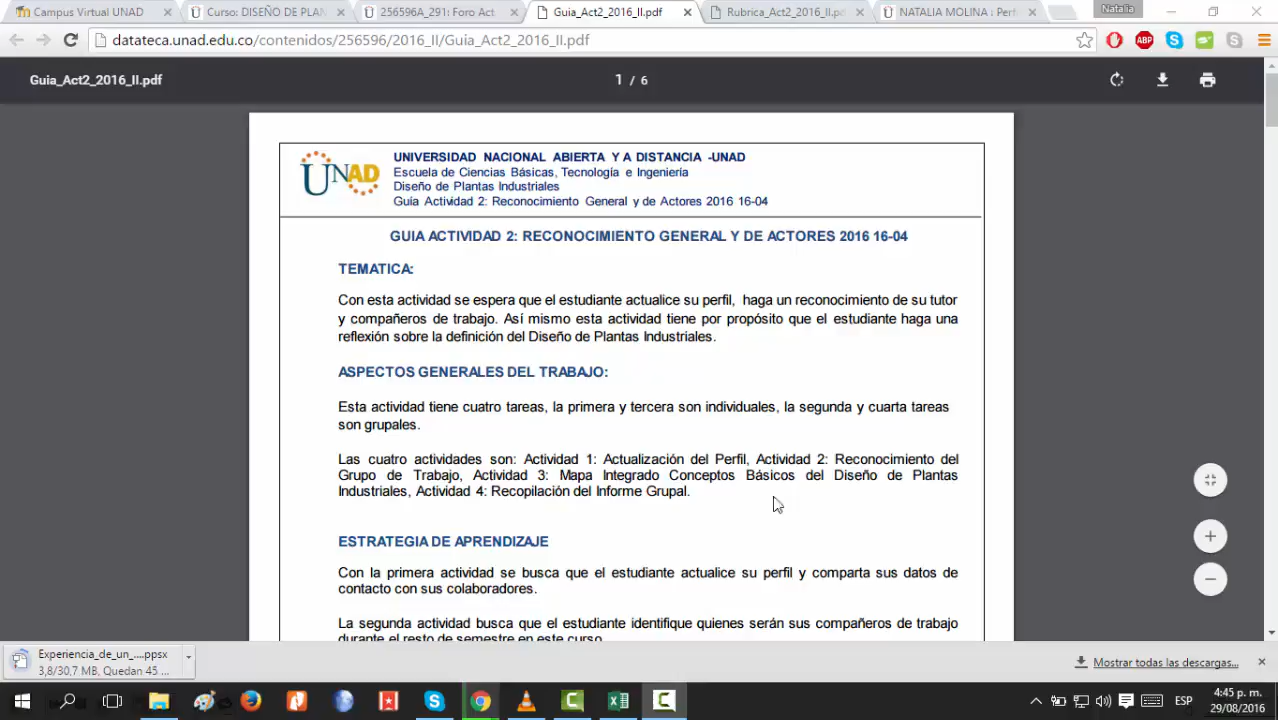 Campus Virtual UNAD
Curso: DISEÑO DE PLAN
256596A_291: Foro Act.
Guia_Act2_2016_II.pdf
Rubrica_Act2_2016_II.pd
NATALIA MOLINA : Perf
Natalia
datateca.unad.edu.co/contenidos/256596/2016_II/Guia_Act2_2016_II.pdf
ABP
Guia_Act2_2016_II.pdf
1 / 6
UNAD
UNIVERSIDAD NACIONAL ABIERTA Y A DISTANCIA -UNAD
Escuela de Ciencias Básicas, Tecnología e Ingeniería
Diseño de Plantas Industriales
Guía Actividad 2: Reconocimiento General y de Actores 2016 16-04
GUIA ACTIVIDAD 2: RECONOCIMIENTO GENERAL Y DE ACTORES 2016 16-04
TEMATICA:
Con esta actividad se espera que el estudiante actualice su perfil, haga un reconocimiento de su tutor
y compañeros de trabajo. Así mismo esta actividad tiene por propósito que el estudiante haga una
reflexión sobre la definición del Diseño de Plantas Industriales.
ASPECTOS GENERALES DEL TRABAJO:
Esta actividad tiene cuatro tareas, la primera y tercera son individuales, la segunda y cuarta tareas
son grupales.
Las cuatro actividades son: Actividad 1: Actualización del Perfil, Actividad 2: Reconocimiento del
Grupo de Trabajo, Actividad 3: Mapa Integrado Conceptos Básicos del Diseño de Plantas
Industriales, Actividad 4: Recopilación del Informe Grupal.
ESTRATEGIA DE APRENDIZAJE
Con la primera actividad se busca que el estudiante actualice su perfil y comparta sus datos de
contacto con sus colaboradores.
La segunda actividad busca que el estudiante identifique quienes serán sus compañeros de trabajo
durante el resto de semestre en este curso.
Experiencia_de_un_....ppsx
3,8/30,7 MB, Quedan 45 ...
Mostrar todas las descargas...
ESP
4:45 p. m.
29/08/2016